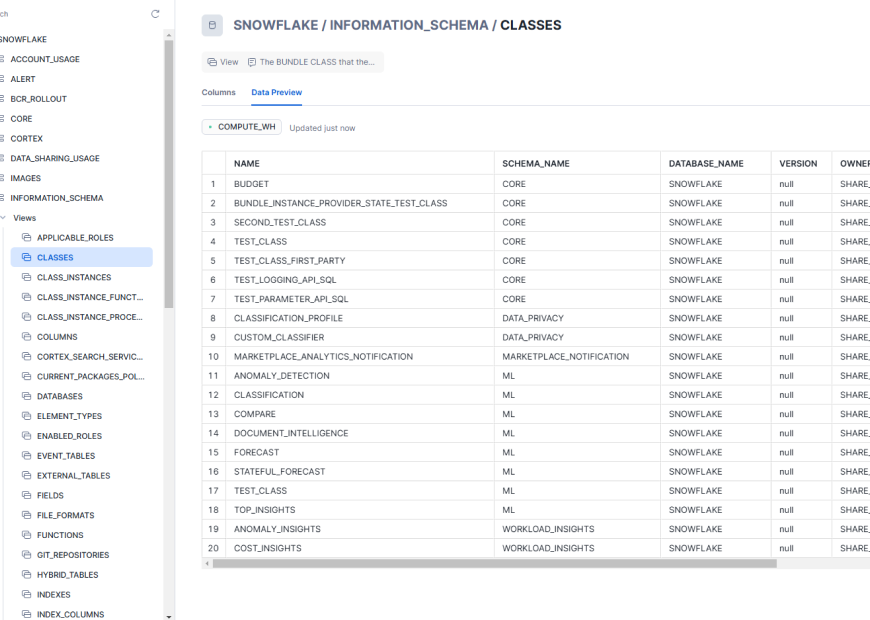 ch
SNOWFLAKE
ACCOUNT_USAGE
ALERT
BCR_ROLLOUT
CORE
CORTEX
DATA_SHARING_USAGE
IMAGES
INFORMATION_SCHEMA
Views
APPLICABLE_ROLES
CLASSES
CLASS_INSTANCES
CLASS_INSTANCE_FUNCT...
CLASS_INSTANCE_PROCE...
COLUMNS
CORTEX_SEARCH_SERVIC...
CURRENT_PACKAGES_POL...
DATABASES
ELEMENT_TYPES
ENABLED_ROLES
EVENT_TABLES
EXTERNAL_TABLES
FIELDS
FILE_FORMATS
FUNCTIONS
GIT_REPOSITORIES
HYBRID_TABLES
INDEXES
INDEX_COLUMNS
SNOWFLAKE / INFORMATION_SCHEMA / CLASSES
View The BUNDLE CLASS that the...
Columns Data Preview
COMPUTE_WH Updated just now
NAME SCHEMA_NAME DATABASE_NAME VERSION OWNER
1 BUDGET CORE SNOWFLAKE null SHARE_
2 BUNDLE_INSTANCE_PROVIDER_STATE_TEST_CLASS CORE SNOWFLAKE null SHARE_
3 SECOND_TEST_CLASS CORE SNOWFLAKE null SHARE_
4 TEST_CLASS CORE SNOWFLAKE null SHARE_
5 TEST_CLASS_FIRST_PARTY CORE SNOWFLAKE null SHARE_
6 TEST_LOGGING_API_SQL CORE SNOWFLAKE null SHARE_
7 TEST_PARAMETER_API_SQL CORE SNOWFLAKE null SHARE_
8 CLASSIFICATION_PROFILE DATA_PRIVACY SNOWFLAKE null SHARE_
9 CUSTOM_CLASSIFIER DATA_PRIVACY SNOWFLAKE null SHARE_
10 MARKETPLACE_ANALYTICS_NOTIFICATION MARKETPLACE_NOTIFICATION SNOWFLAKE null SHARE_
11 ANOMALY_DETECTION ML SNOWFLAKE null SHARE_
12 CLASSIFICATION ML SNOWFLAKE null SHARE_
13 COMPARE ML SNOWFLAKE null SHARE_
14 DOCUMENT_INTELLIGENCE ML SNOWFLAKE null SHARE_
15 FORECAST ML SNOWFLAKE null SHARE_
16 STATEFUL_FORECAST ML SNOWFLAKE null SHARE_
17 TEST_CLASS ML SNOWFLAKE null SHARE_
18 TOP_INSIGHTS ML SNOWFLAKE null SHARE_
19 ANOMALY_INSIGHTS WORKLOAD_INSIGHTS SNOWFLAKE null SHARE_
20 COST_INSIGHTS WORKLOAD_INSIGHTS SNOWFLAKE null SHARE_